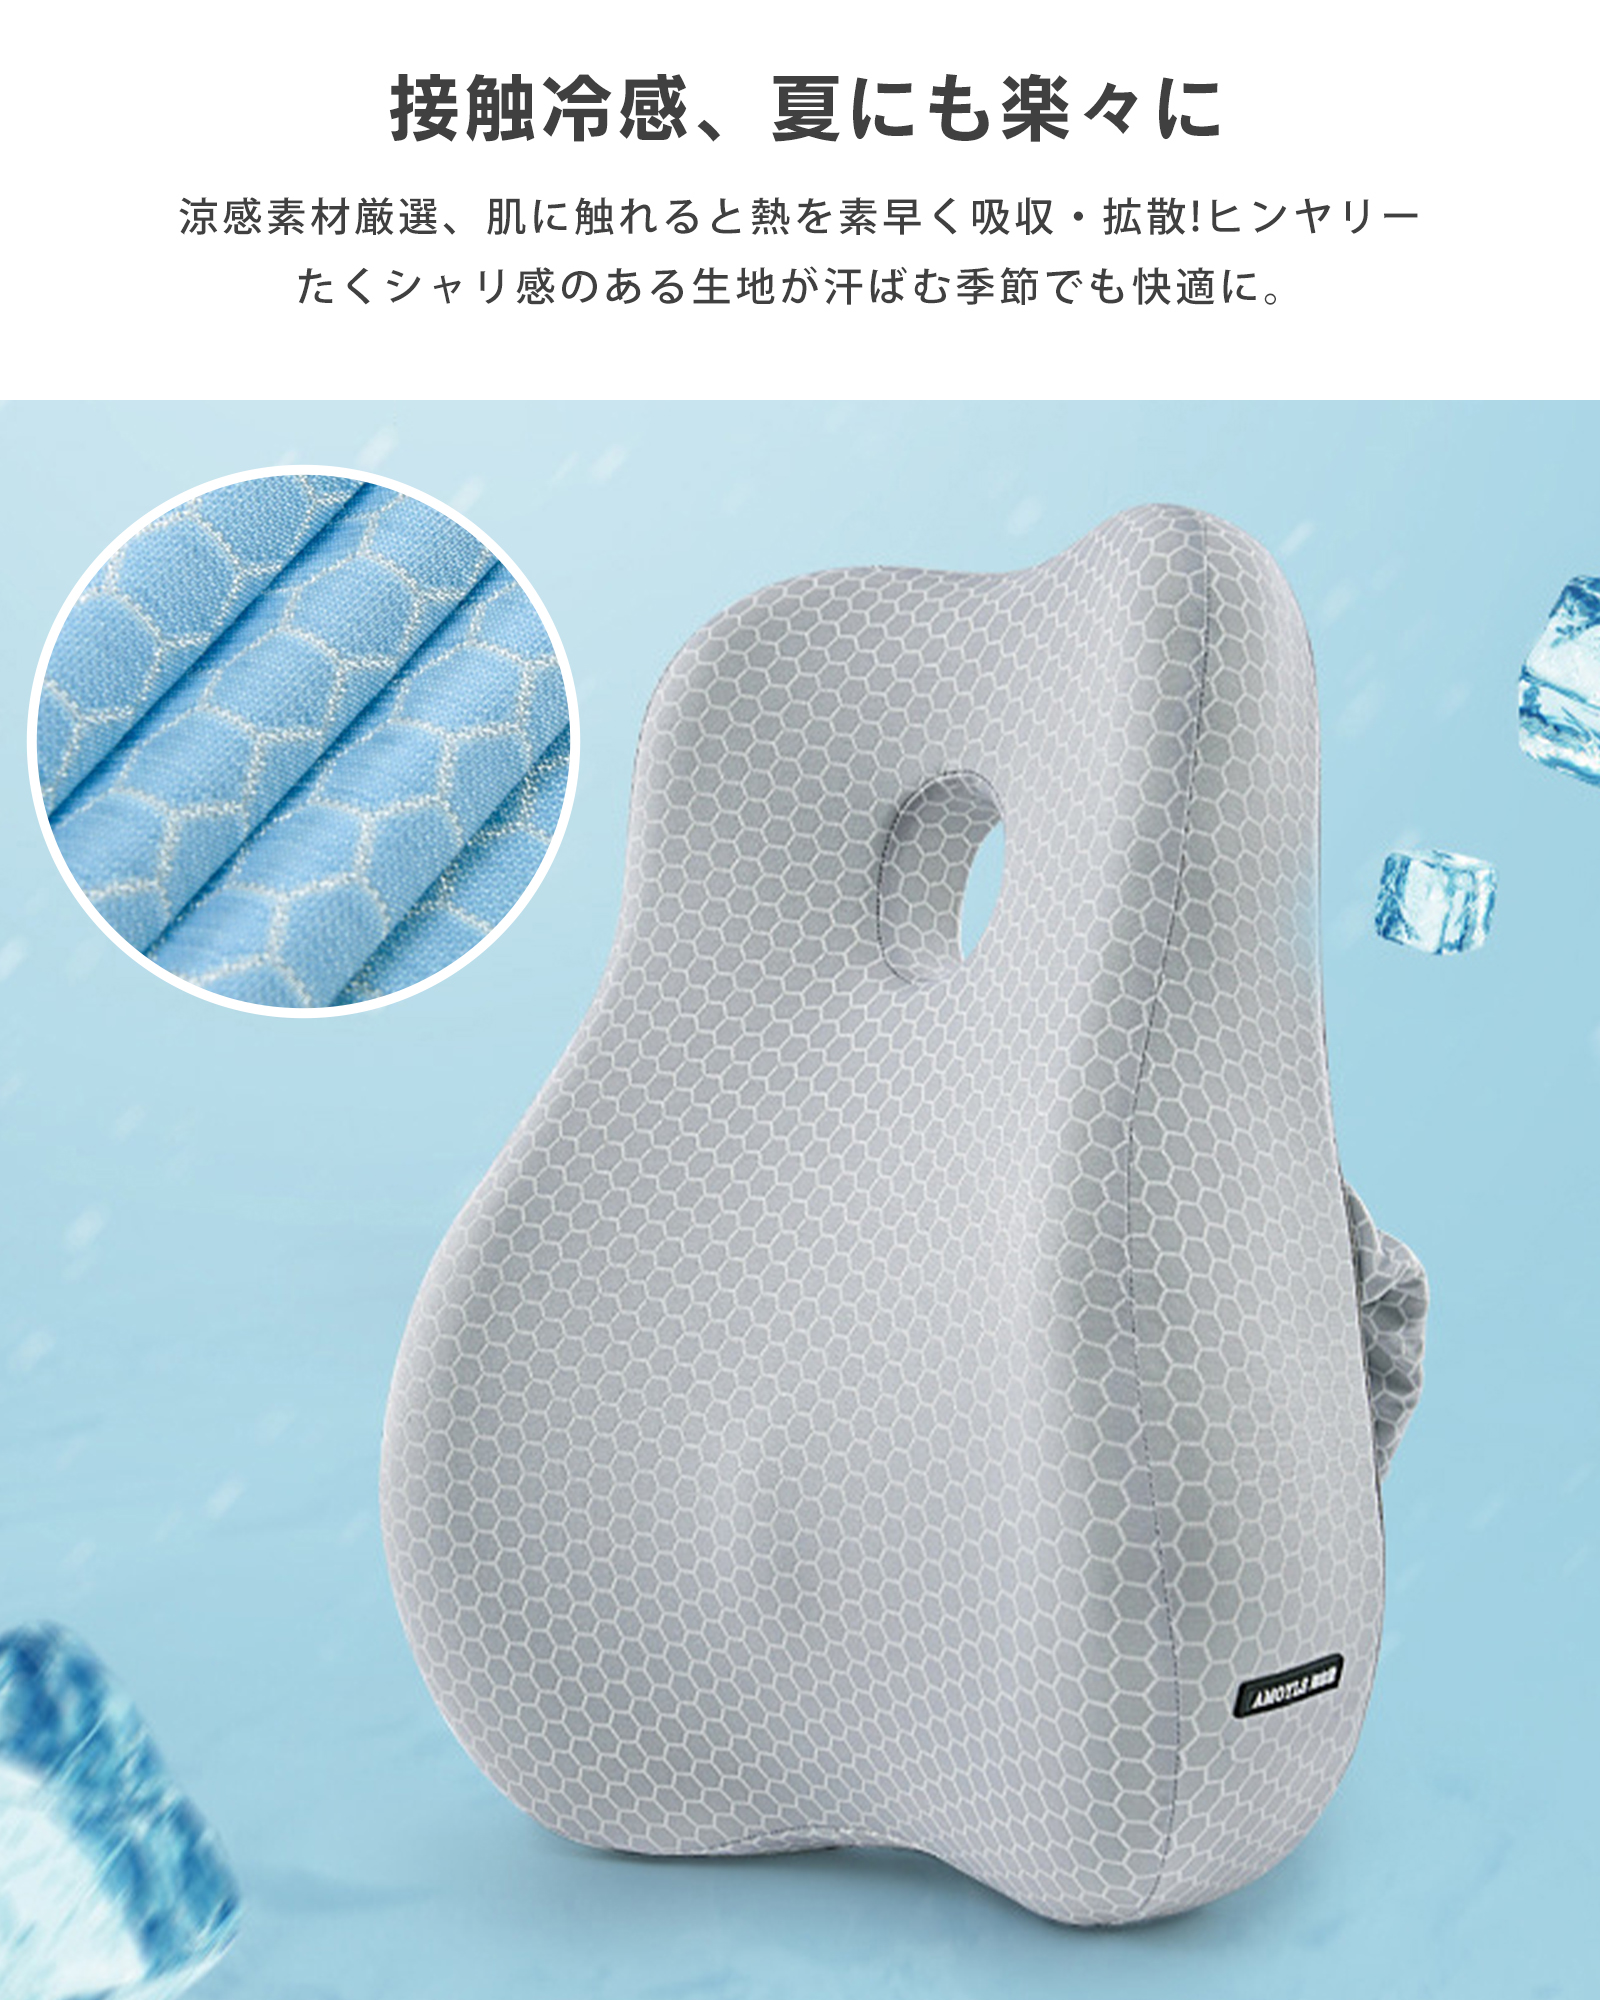 接触冷感、夏にも楽々に
涼感素材厳選、肌に触れると熱を素早く吸収・拡散!ヒンヤリー
たくシャリ感のある生地が汗ばむ季節でも快適に。
AMOYLS